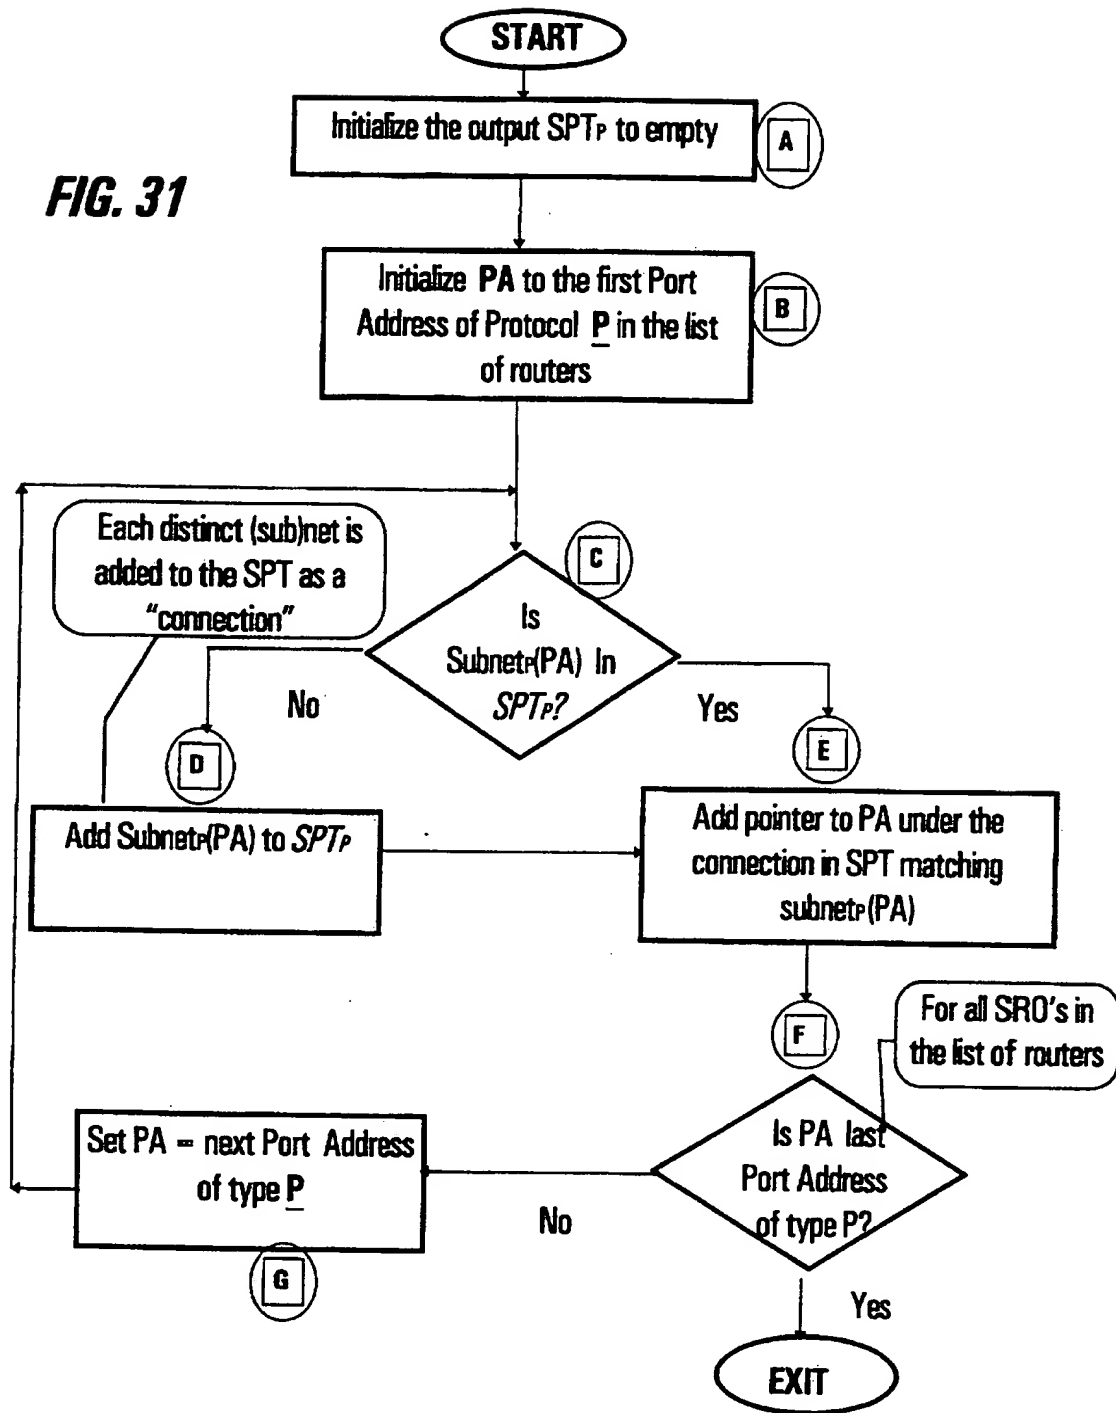 START
Initialize the output SPTP to empty
A
FIG. 31
Initialize PA to the first Port
Address of Protocol P in the list
of routers
B
Each distinct (sub)net is
added to the SPT as a
"connection"
C
Is
SubnetP(PA) In
SPTP?
No
Yes
D
E
Add SubnetP(PA) to SPTP
Add pointer to PA under the
connection in SPT matching
subnetP(PA)
F
For all SRO's in
the list of routers
Set PA = next Port Address
of type P
Is PA last
Port Address
of type P?
No
G
Yes
EXIT